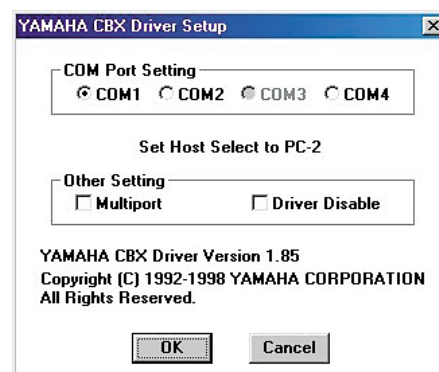 YAMAHA CBX Driver Setup
COM Port Setting
COM1 COM2 COM3 COM4
Set Host Select to PC-2
Other Setting
Multiport Driver Disable
YAMAHA CBX Driver Version 1.85
Copyright (C) 1992-1998 YAMAHA CORPORATION
All Rights Reserved.
OK Cancel